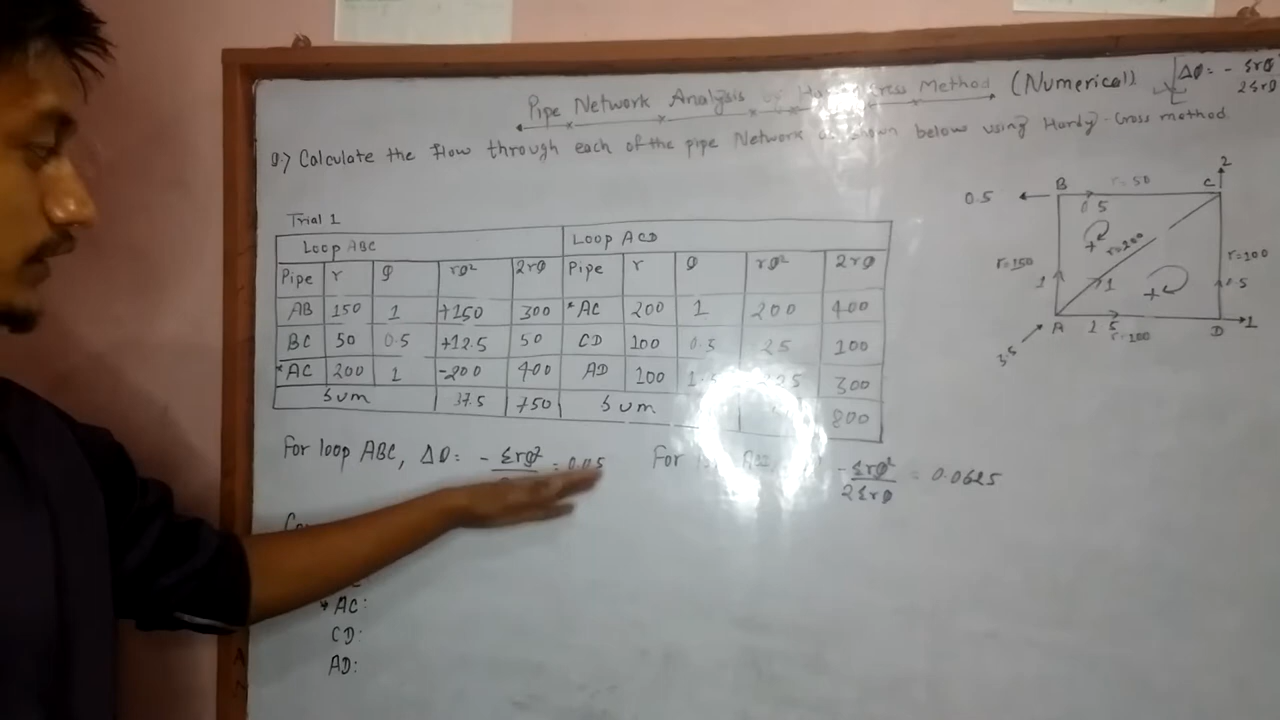 Pipe Network Analysis Method (Numerical) ΔQ = - ΣrQ
2ΣrQ
Q.) Calculate the flow through each of the pipe Network as shown below using Hardy-Cross method.
Trial 1
Loop ABC Loop ACD
Pipe r Q rQ² 2rQ Pipe r Q rQ² 2rQ
AB 150 1 +150 300 *AC 200 1 200 400
BC 50 0.5 +12.5 50 CD 100 0.5 25 100
*AC 200 1 -200 400 AD 100 300
Sum 37.5 750 Sum 800
For loop ABC, ΔQ: - ΣrQ² = 0.05 For - ΣrQ² = 0.0625
2ΣrQ
AC:
CD:
AD:
2
0.5 B r=50 C
0.5
+ r=200
r=150 r=100
1 1 + .5
A D 1
3.5 r=100